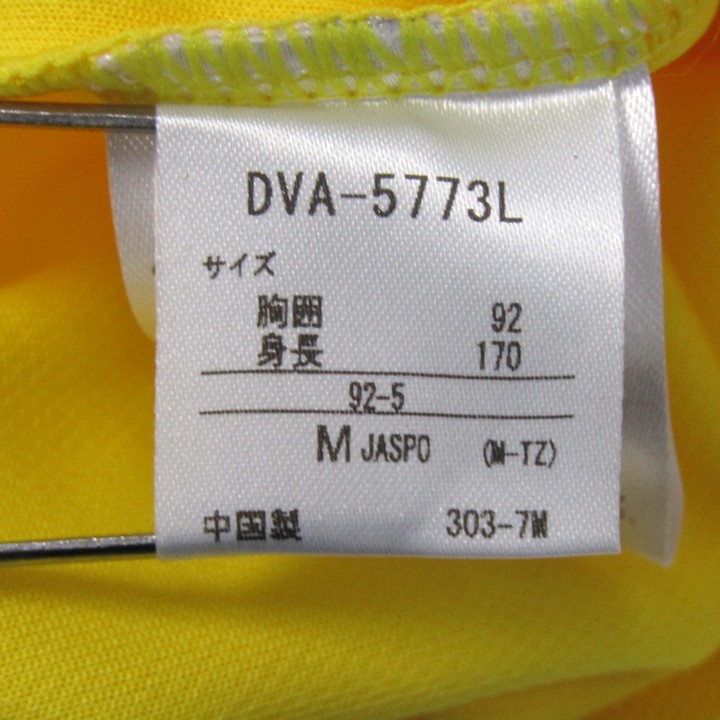 DVA-5773L
サイズ
胸囲 92
身長 170
92-5
M JASPO (M-TZ)
中国製 303-7M